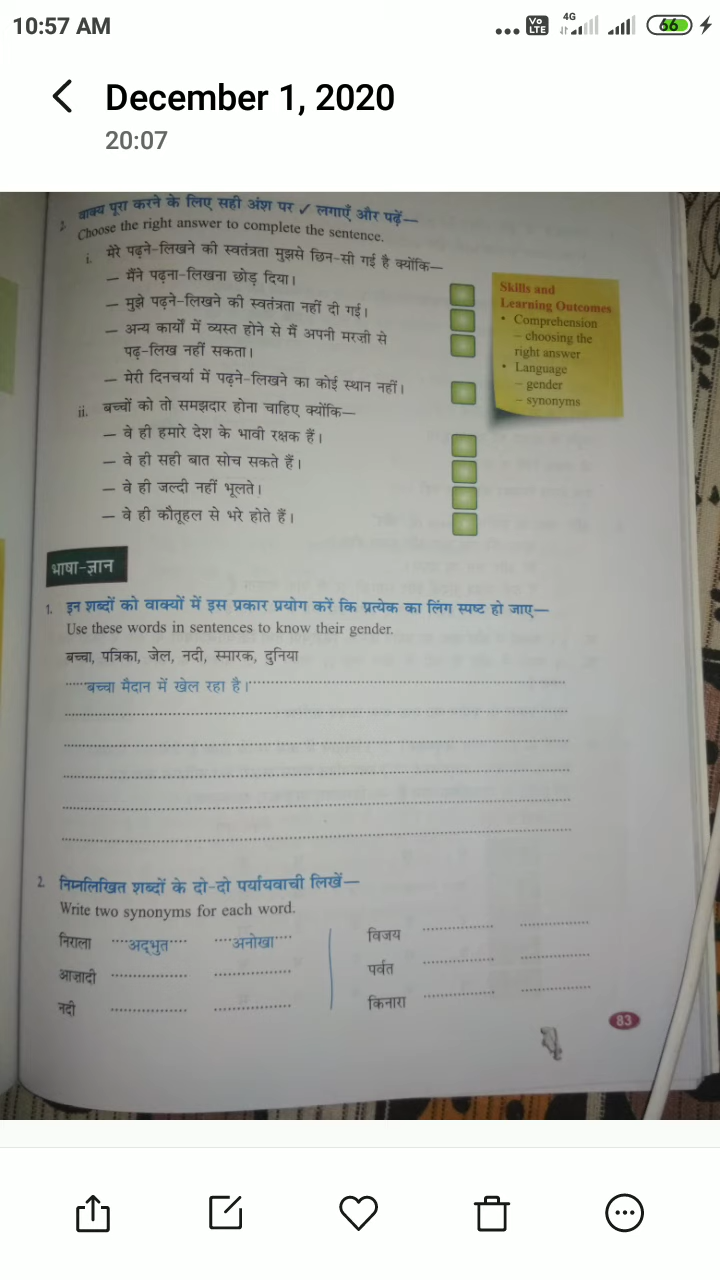 10:57 AM
Vo LTE 4G 66
December 1, 2020
20:07
2. वाक्य पूरा करने के लिए सही अंश पर ✓ लगाएँ और पढ़ें—
Choose the right answer to complete the sentence.
i. मेरे पढ़ने-लिखने की स्वतंत्रता मुझसे छिन-सी गई है क्योंकि—
– मैंने पढ़ना-लिखना छोड़ दिया।
– मुझे पढ़ने-लिखने की स्वतंत्रता नहीं दी गई।
– अन्य कार्यों में व्यस्त होने से मैं अपनी मरज़ी से
पढ़-लिख नहीं सकता।
– मेरी दिनचर्या में पढ़ने-लिखने का कोई स्थान नहीं।
ii. बच्चों को तो समझदार होना चाहिए क्योंकि—
– वे ही हमारे देश के भावी रक्षक हैं।
– वे ही सही बात सोच सकते हैं।
– वे ही जल्दी नहीं भूलते।
– वे ही कौतूहल से भरे होते हैं।
Skills and
Learning Outcomes
• Comprehension
– choosing the
right answer
• Language
– gender
– synonyms
भाषा-ज्ञान
1. इन शब्दों को वाक्यों में इस प्रकार प्रयोग करें कि प्रत्येक का लिंग स्पष्ट हो जाए—
Use these words in sentences to know their gender.
बच्चा, पत्रिका, जेल, नदी, स्मारक, दुनिया
बच्चा मैदान में खेल रहा है।
2. निम्नलिखित शब्दों के दो-दो पर्यायवाची लिखें—
Write two synonyms for each word.
निराला अद्भुत अनोखा
आज़ादी
नदी
विजय
पर्वत
किनारा
83